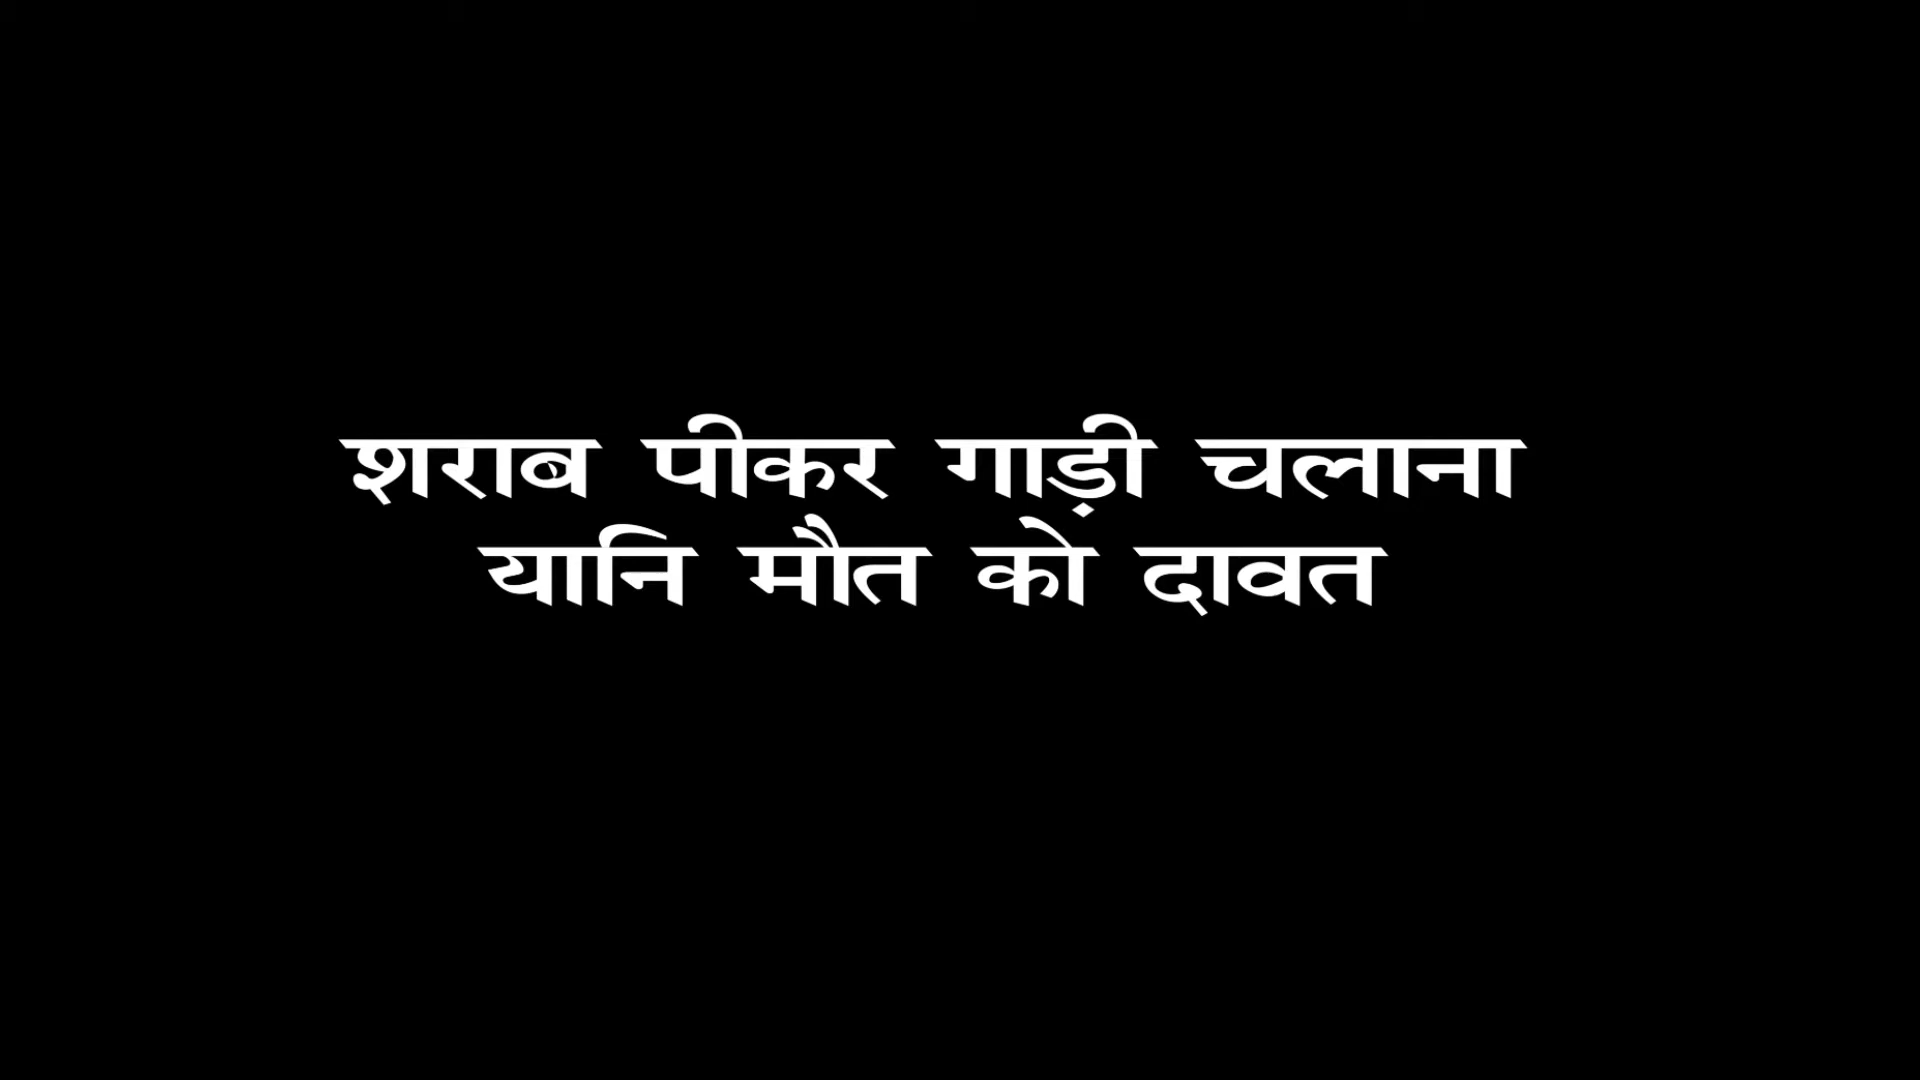 शराब पीकर गाड़ी चलाना
यानि मौत को दावत